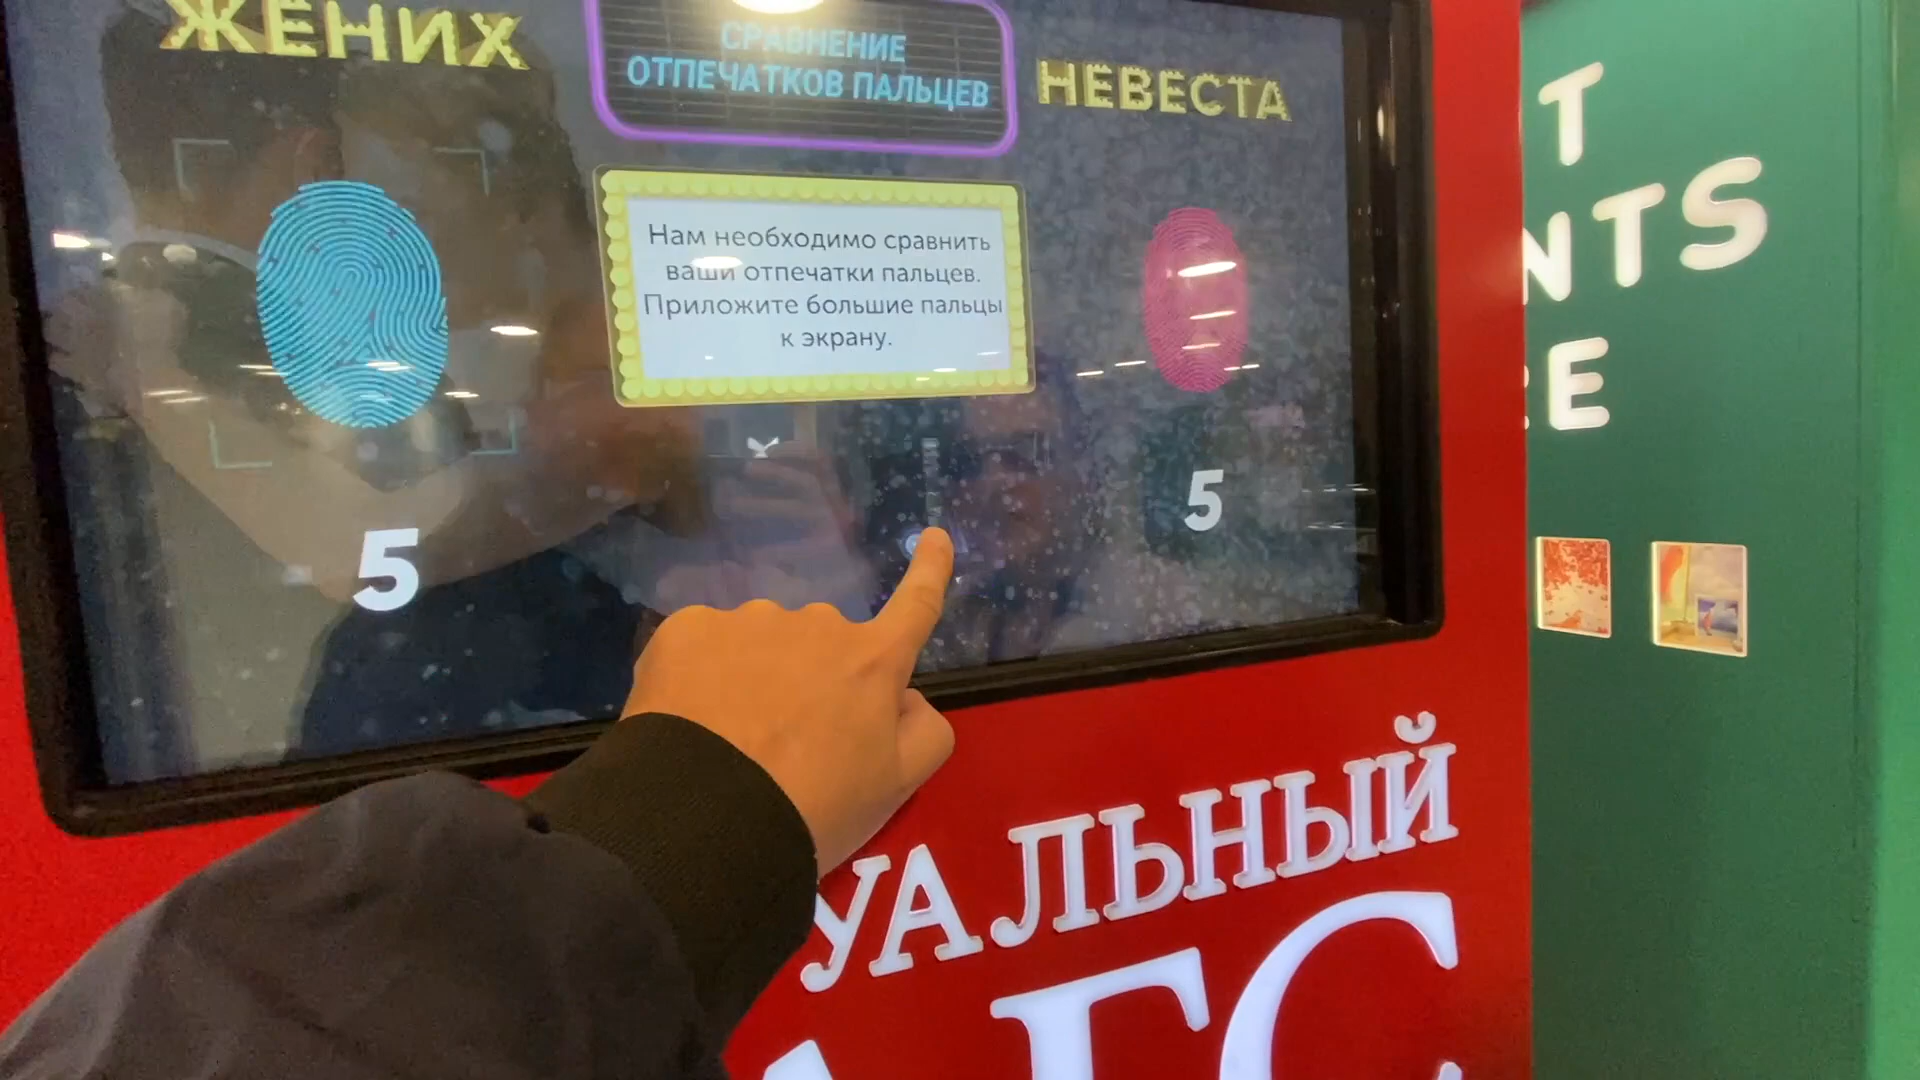 ЖЕНИХ
СРАВНЕНИЕ
ОТПЕЧАТКОВ ПАЛЬЦЕВ
НЕВЕСТА
Нам необходимо сравнить
ваши отпечатки пальцев.
Приложите большие пальцы
к экрану.
5
5
УАЛЬНЫЙ
АГС
T
NTS
E